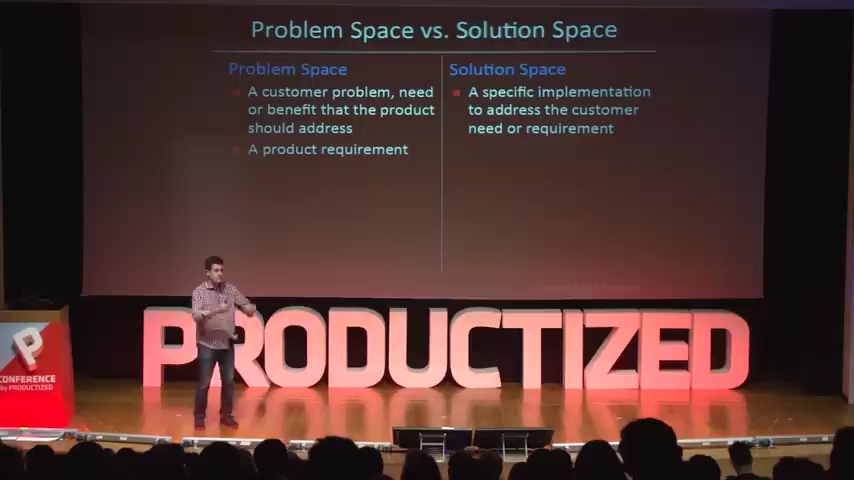 Problem Space vs. Solution Space
Problem Space
A customer problem, need
or benefit that the product
should address
A product requirement
Solution Space
A specific implementation
to address the customer
need or requirement
PRODUCTIZED
P
CONFERENCE
by PRODUCTIZED